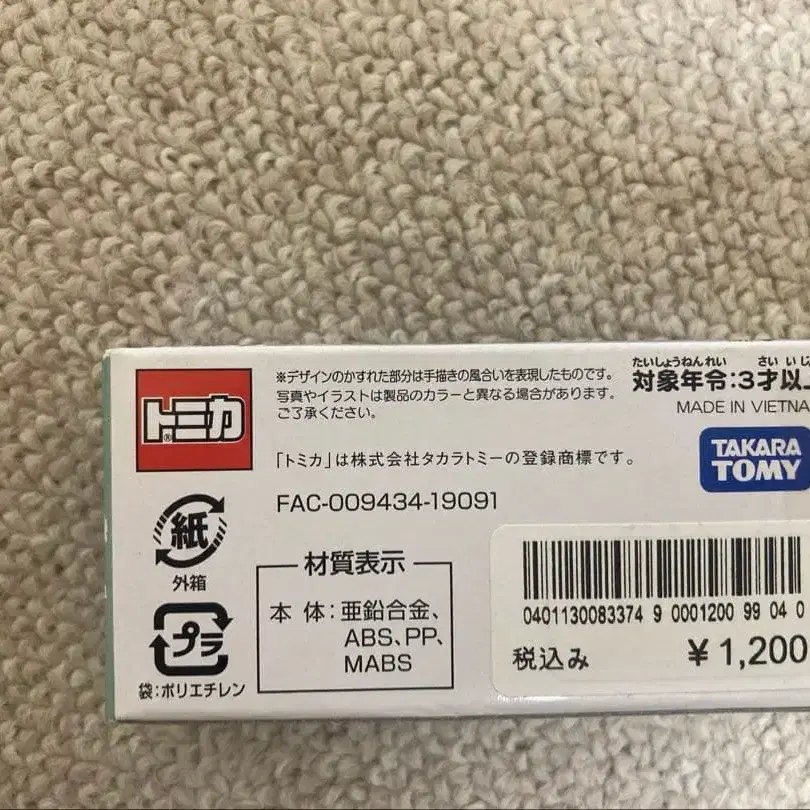 トミカ®
※デザインのかすれた部分は手描きの風合いを表現したものです。
写真やイラストは製品のカラーと異なる場合があります。
ご了承ください。
「トミカ」は株式会社タカラトミーの登録商標です。
FAC-009434-19091
たいしょうねんれい さい いじ
対象年令:3才以上
MADE IN VIETNA
TAKARA
TOMY
紙
外箱
プラ
袋:ポリエチレン
材質表示
本 体:亜鉛合金、
ABS、PP、
MABS
0401130083374 9 0001200 99 04 0
税込み ¥1,200